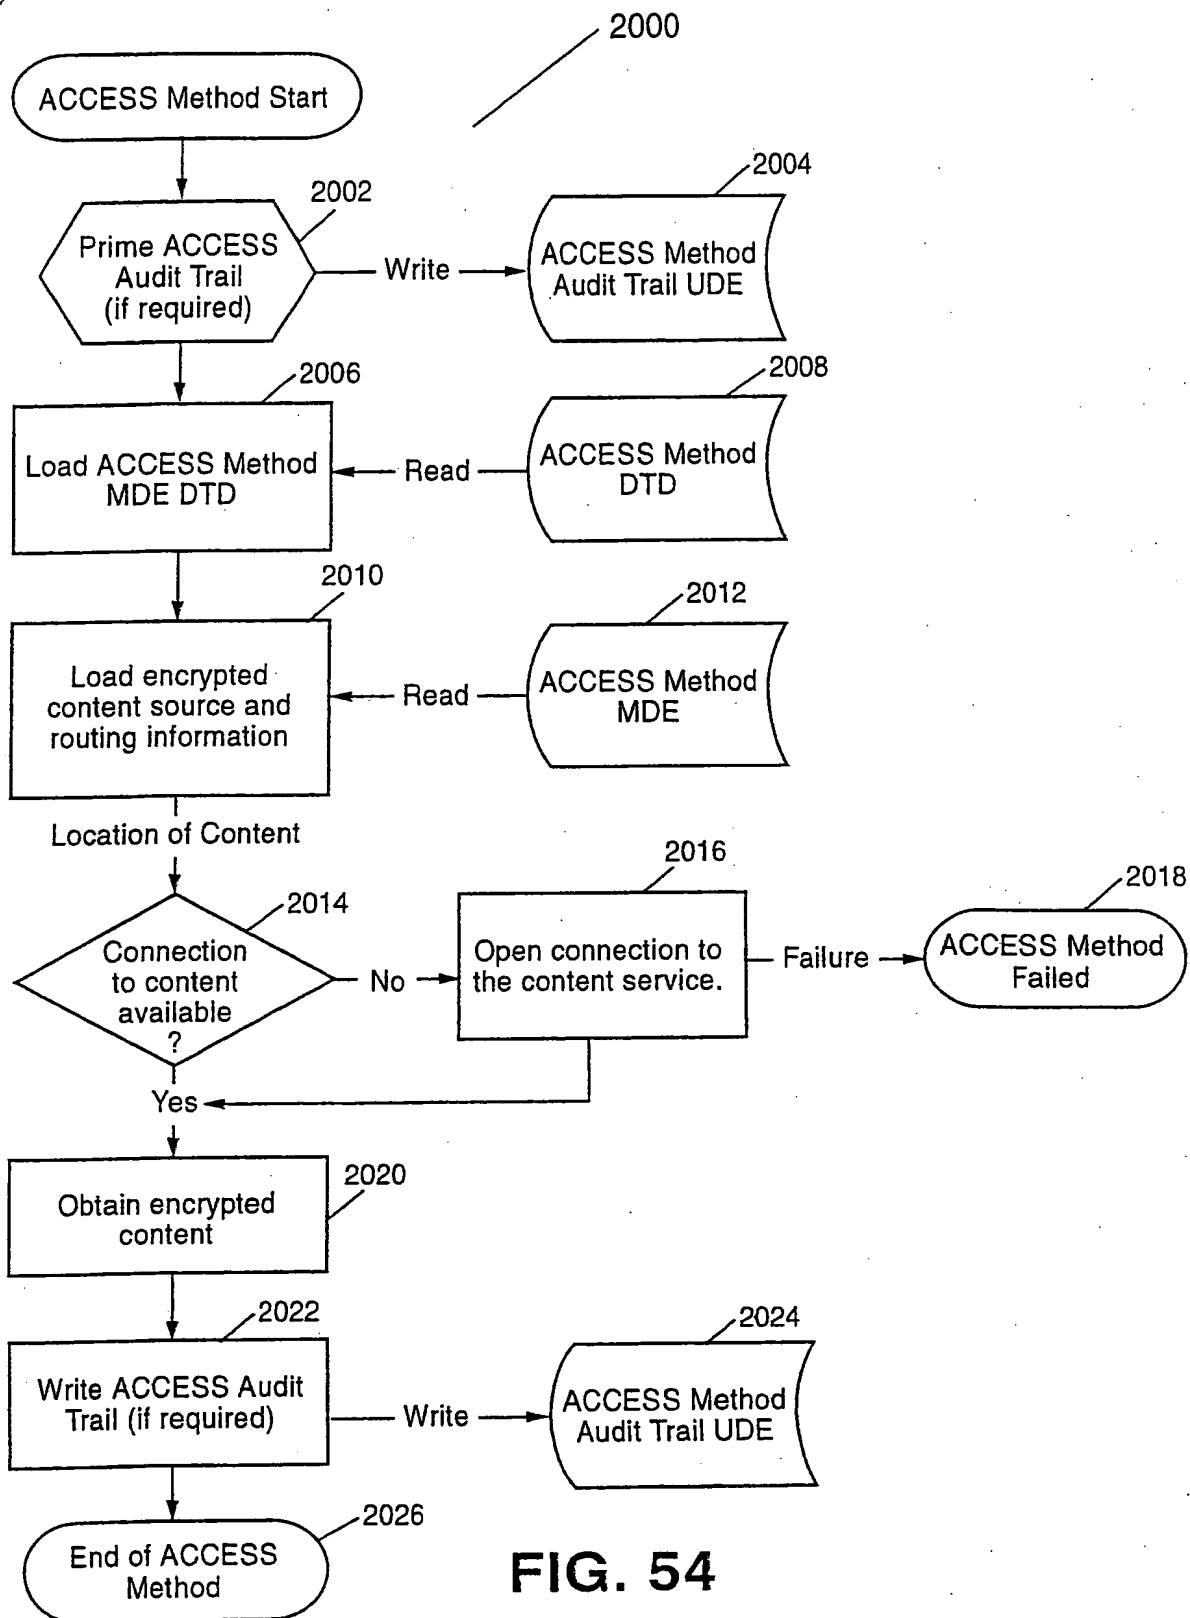 2000
ACCESS Method Start
2002
Prime ACCESS
Audit Trail
(if required)
Write
2004
ACCESS Method
Audit Trail UDE
2006
Load ACCESS Method
MDE DTD
Read
2008
ACCESS Method
DTD
2010
Load encrypted
content source and
routing information
Read
2012
ACCESS Method
MDE
Location of Content
2014
Connection
to content
available
?
No
2016
Open connection to
the content service.
Failure
2018
ACCESS Method
Failed
Yes
2020
Obtain encrypted
content
2022
Write ACCESS Audit
Trail (if required)
Write
2024
ACCESS Method
Audit Trail UDE
2026
End of ACCESS
Method
FIG. 54